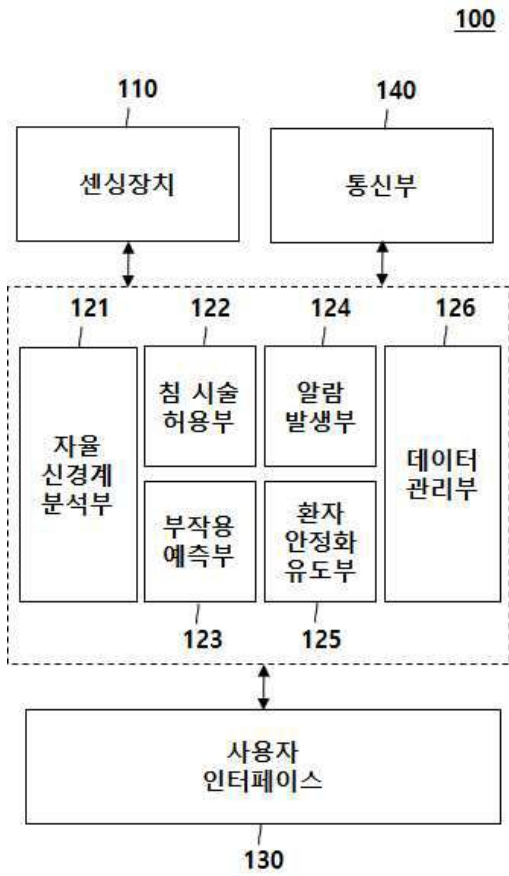 100
110
140
센싱장치
통신부
121
122
124
126
자율
신경계
분석부
침 시술
허용부
알람
발생부
데이터
관리부
부작용
예측부
환자
안정화
유도부
123
125
사용자
인터페이스
130